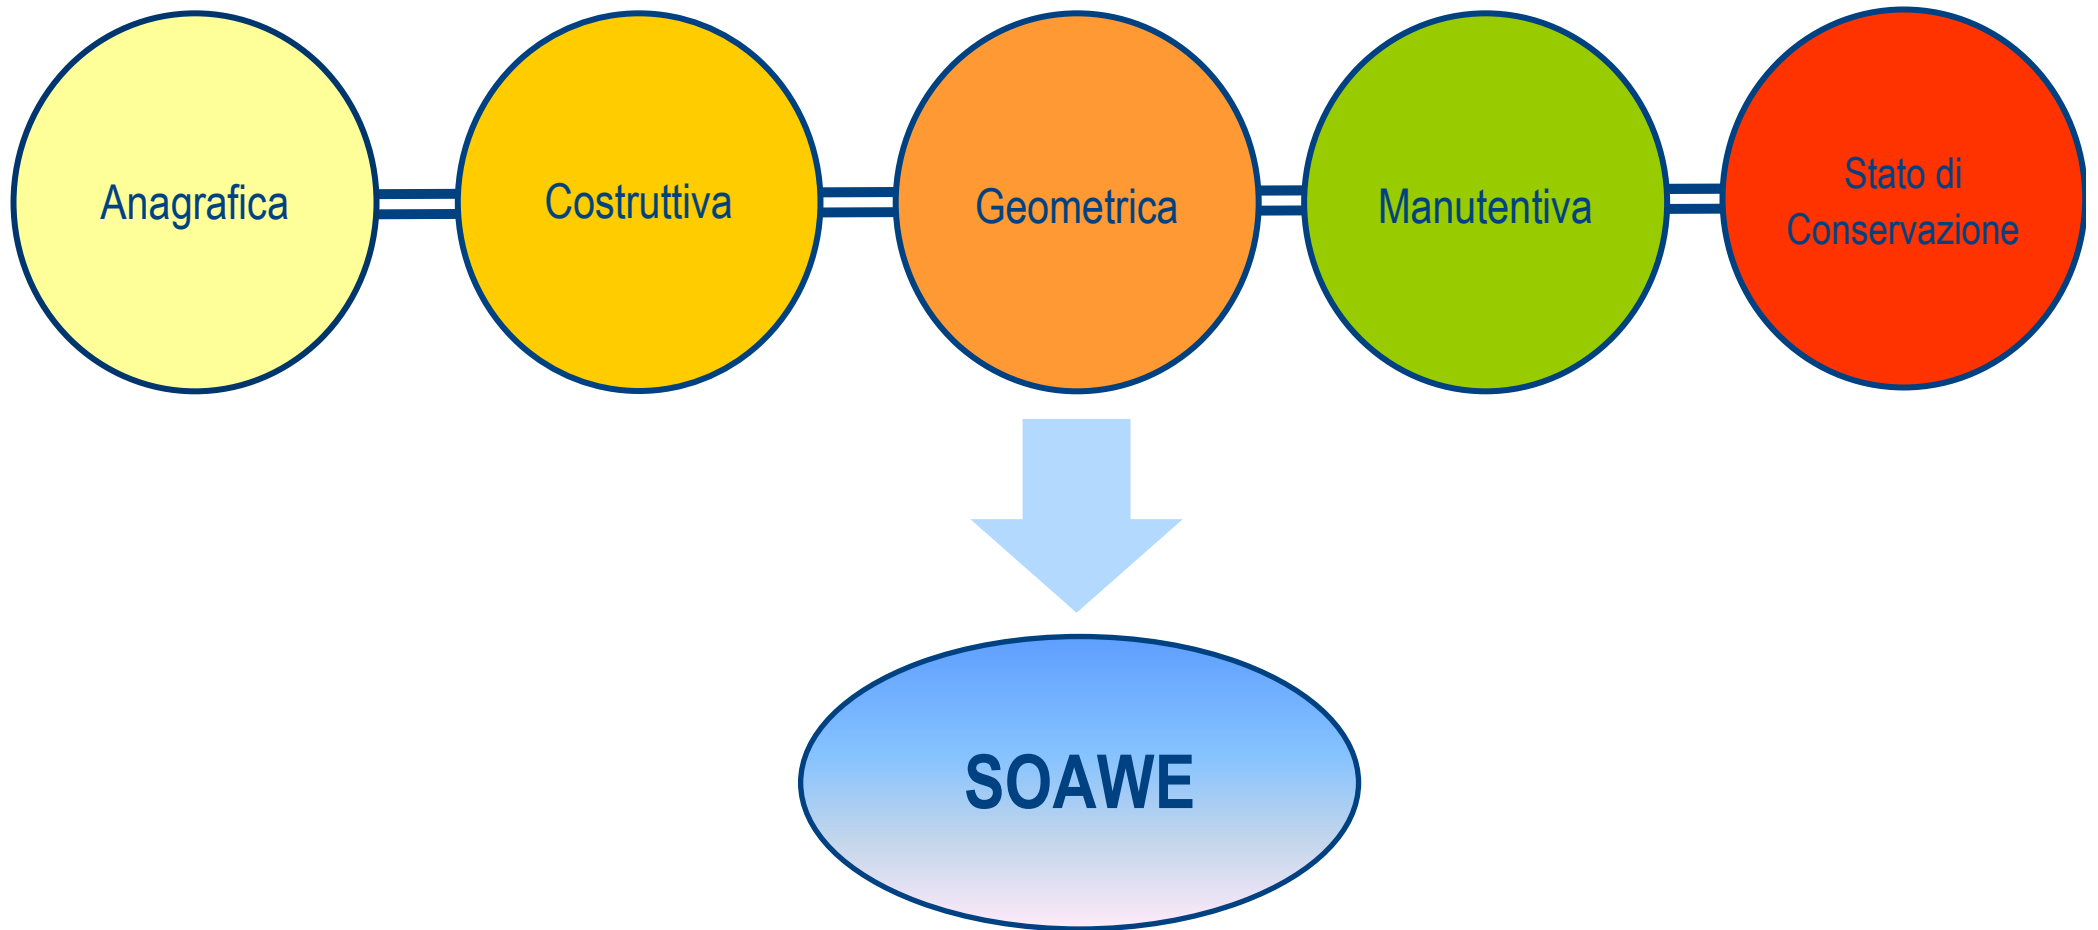 Anagrafica
Costruttiva
Geometrica
Manutentiva
Stato di
Conservazione
SOAWE